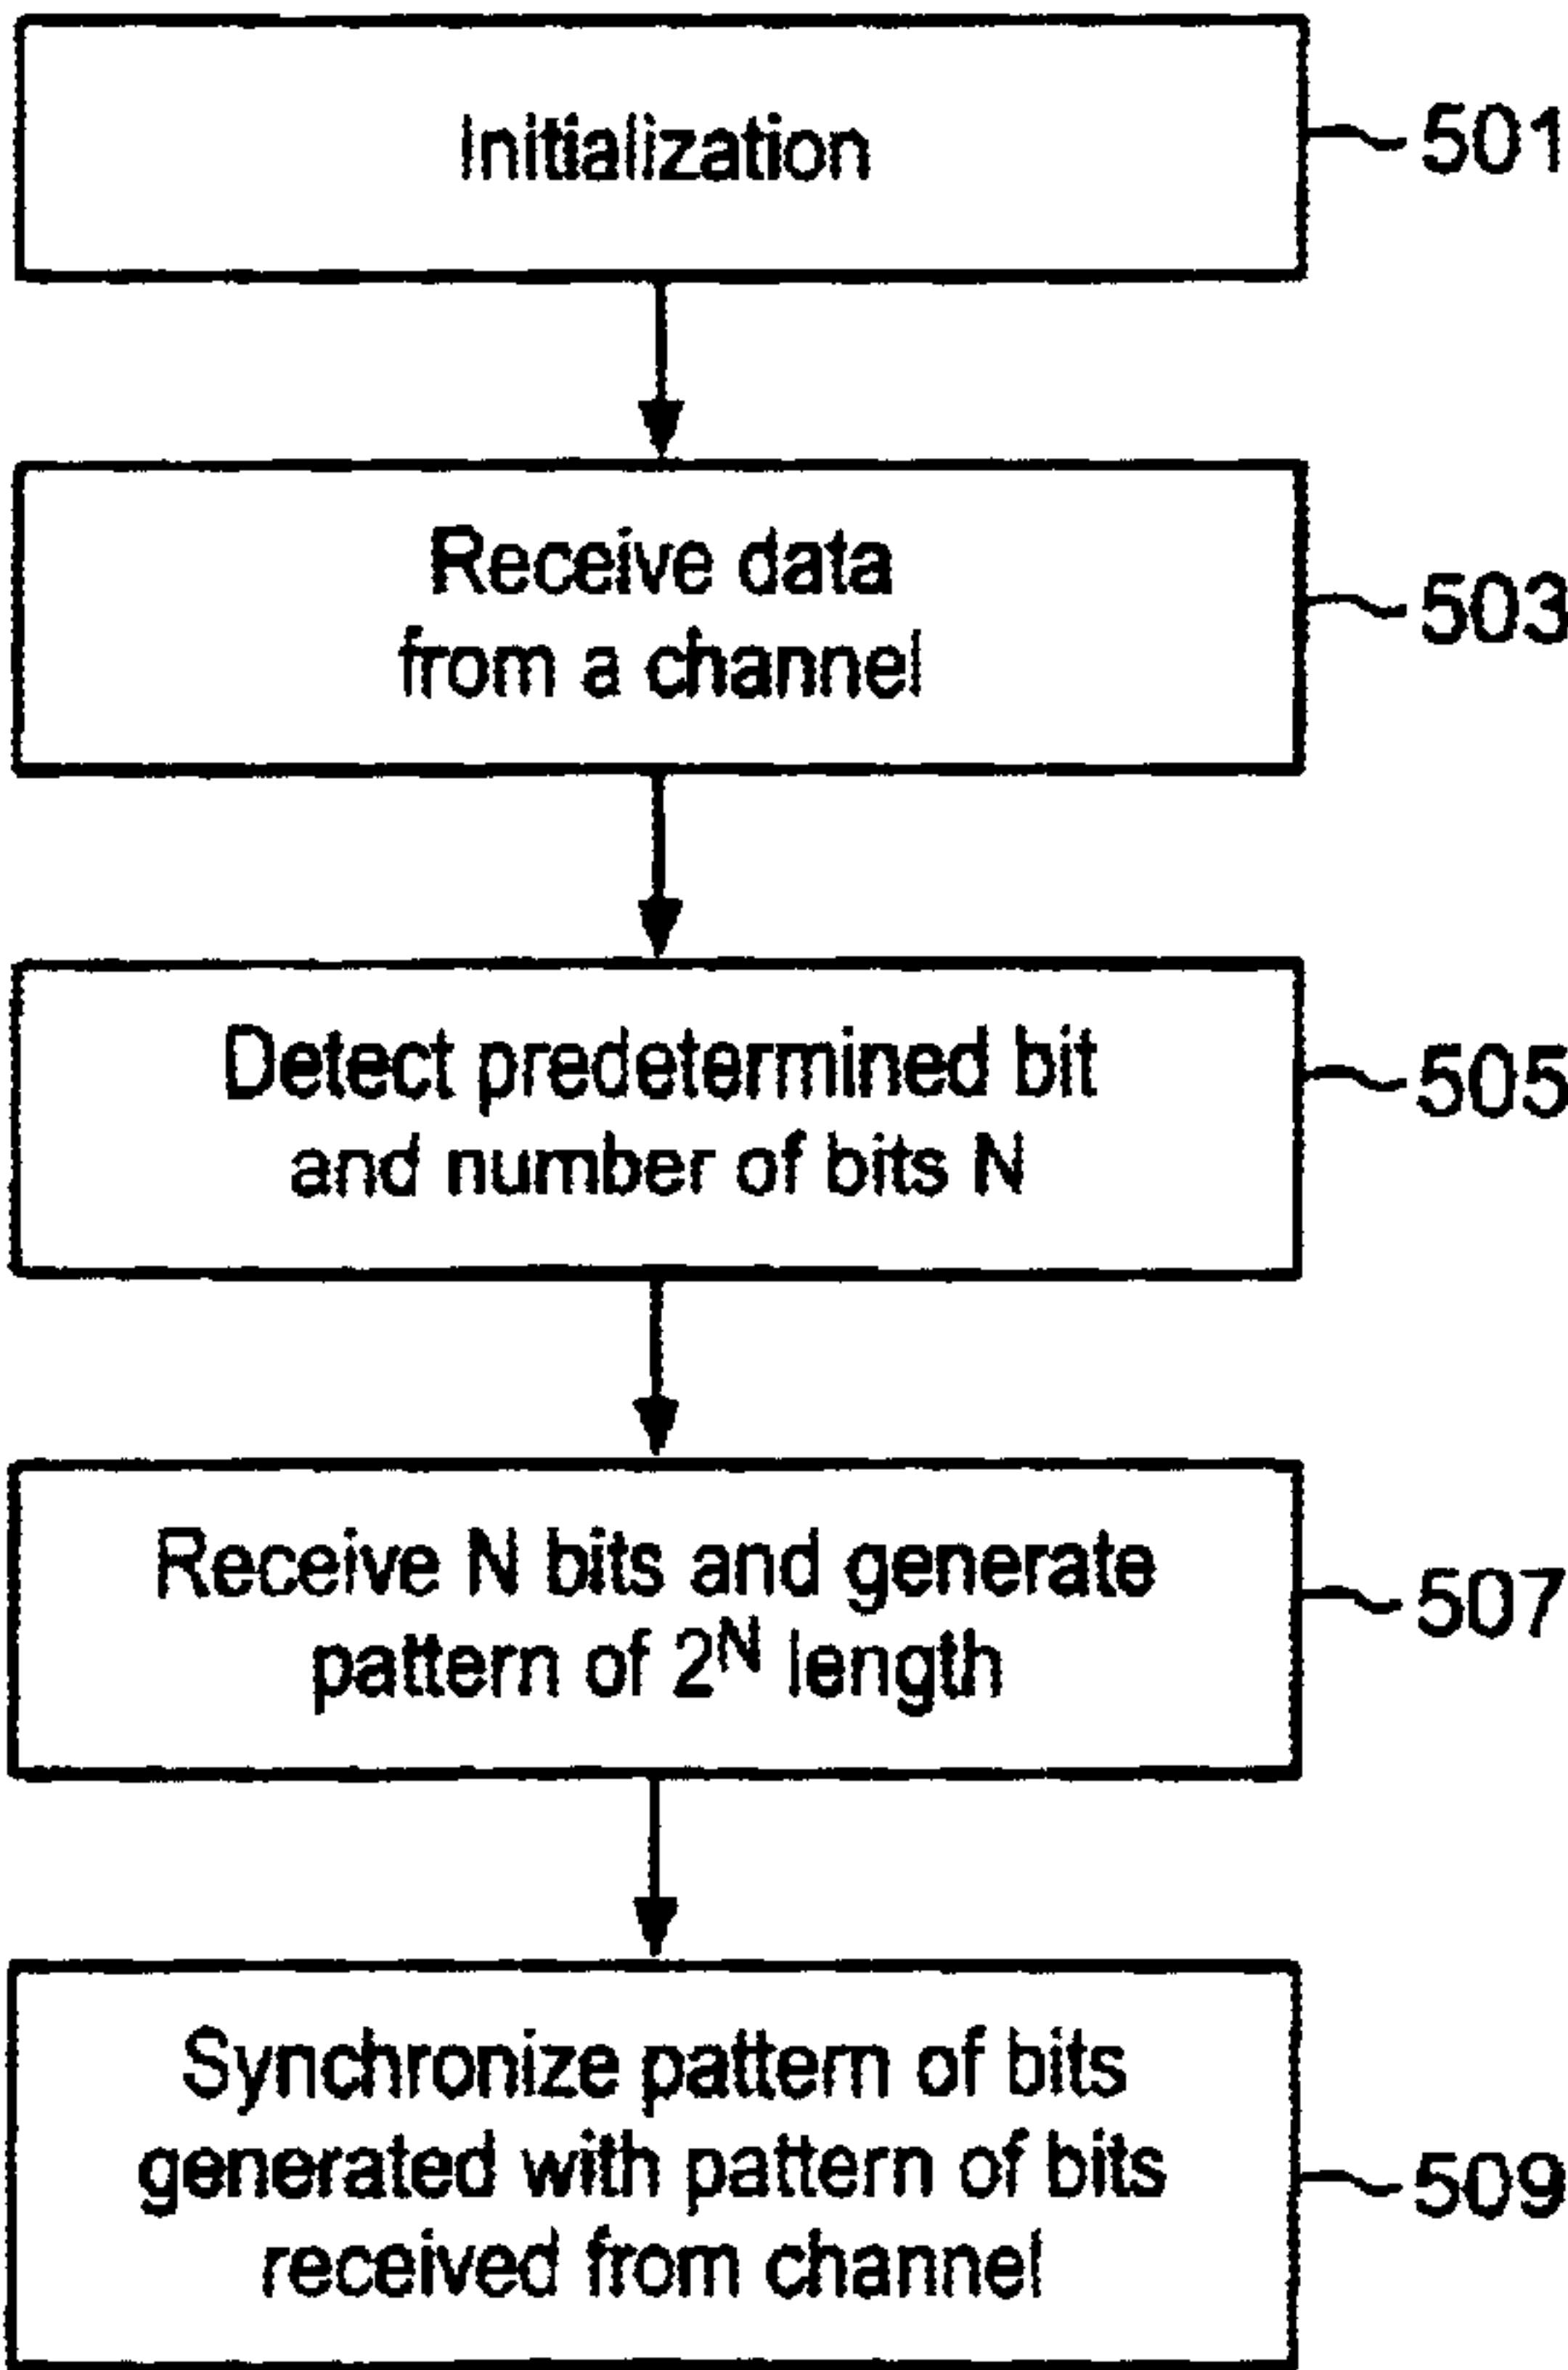 Initialization
501
Receive data
from a channel
503
Detect predetermined bit
and number of bits N
505
Receive N bits and generate
pattern of 2^N length
507
Synchronize pattern of bits
generated with pattern of bits
received from channel
509